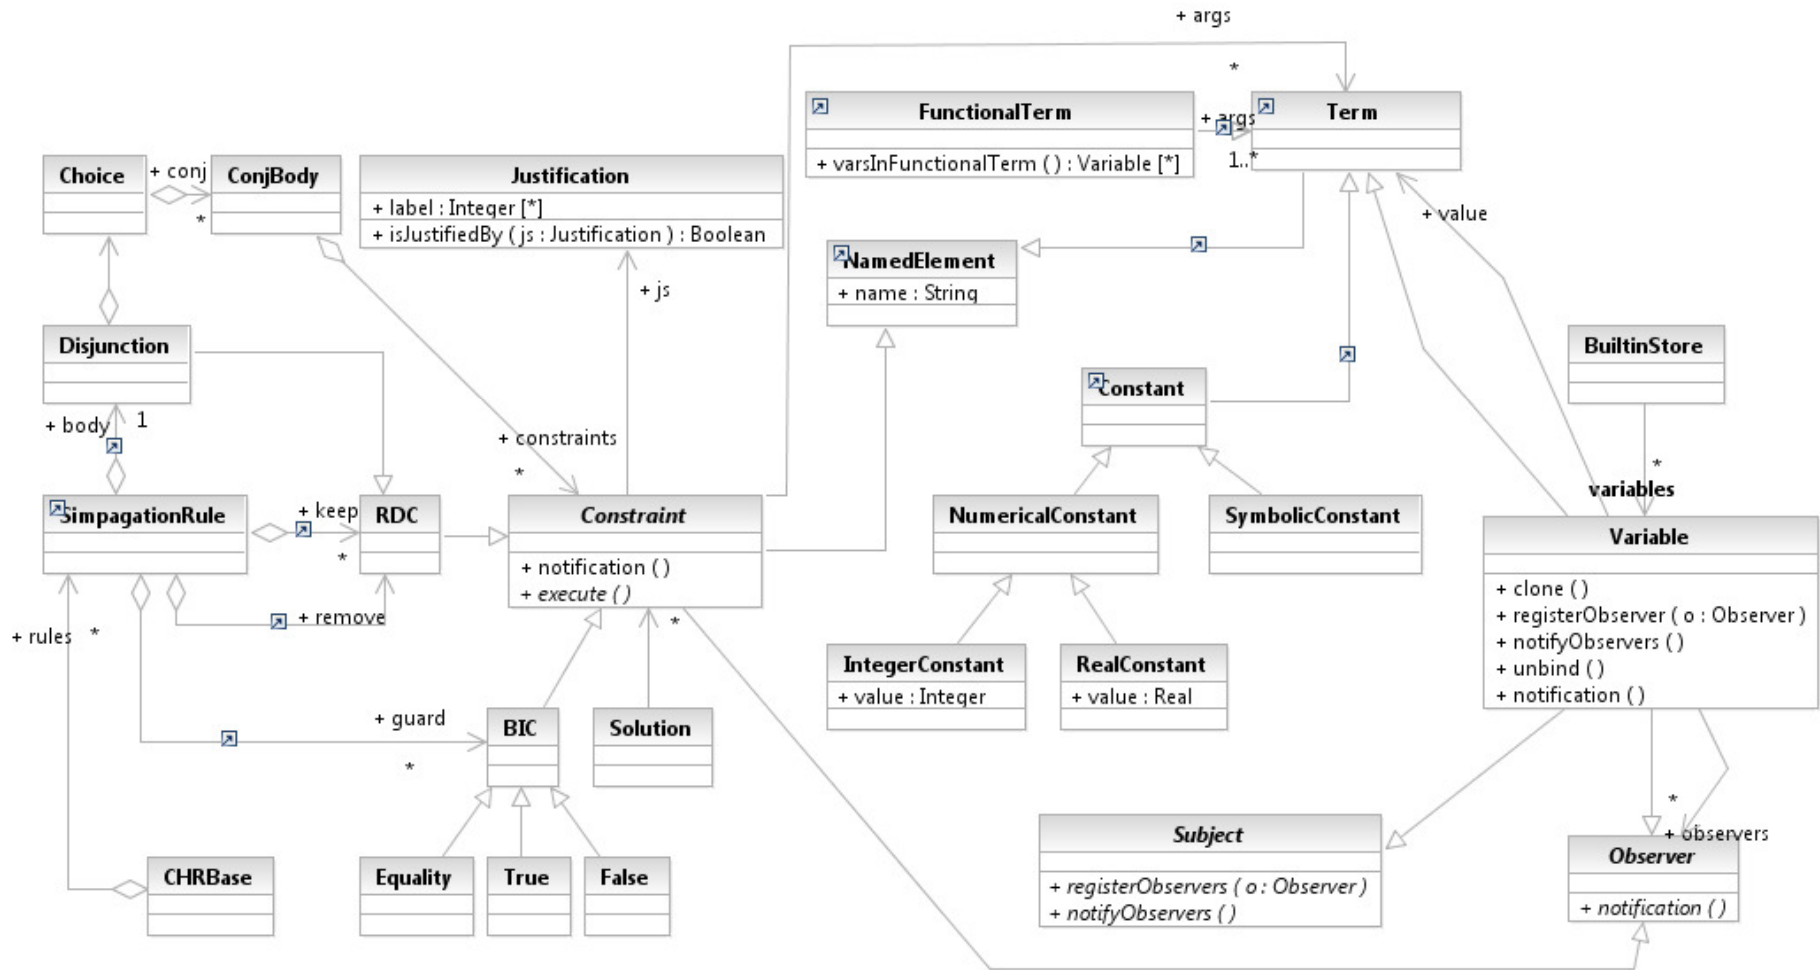 + args
*
FunctionalTerm
+ varsInFunctionalTerm ( ) : Variable [*]
+ args
1..*
Term
Choice
+ conj
*
ConjBody
Justification
+ label : Integer [*]
+ isJustifiedBy ( js : Justification ) : Boolean
+ value
NamedElement
+ name : String
+ js
Disjunction
BuiltinStore
Constant
+ body
1
+ constraints
*
*
variables
SimpagationRule
+ keep
*
RDC
Constraint
+ notification ( )
+ execute ( )
NumericalConstant
SymbolicConstant
Variable
+ clone ( )
+ registerObserver ( o : Observer )
+ notifyObservers ( )
+ unbind ( )
+ notification ( )
+ rules
*
+ remove
*
IntegerConstant
+ value : Integer
RealConstant
+ value : Real
+ guard
*
BIC
Solution
*
+ observers
Subject
+ registerObservers ( o : Observer )
+ notifyObservers ( )
Observer
+ notification ( )
CHRBase
Equality
True
False